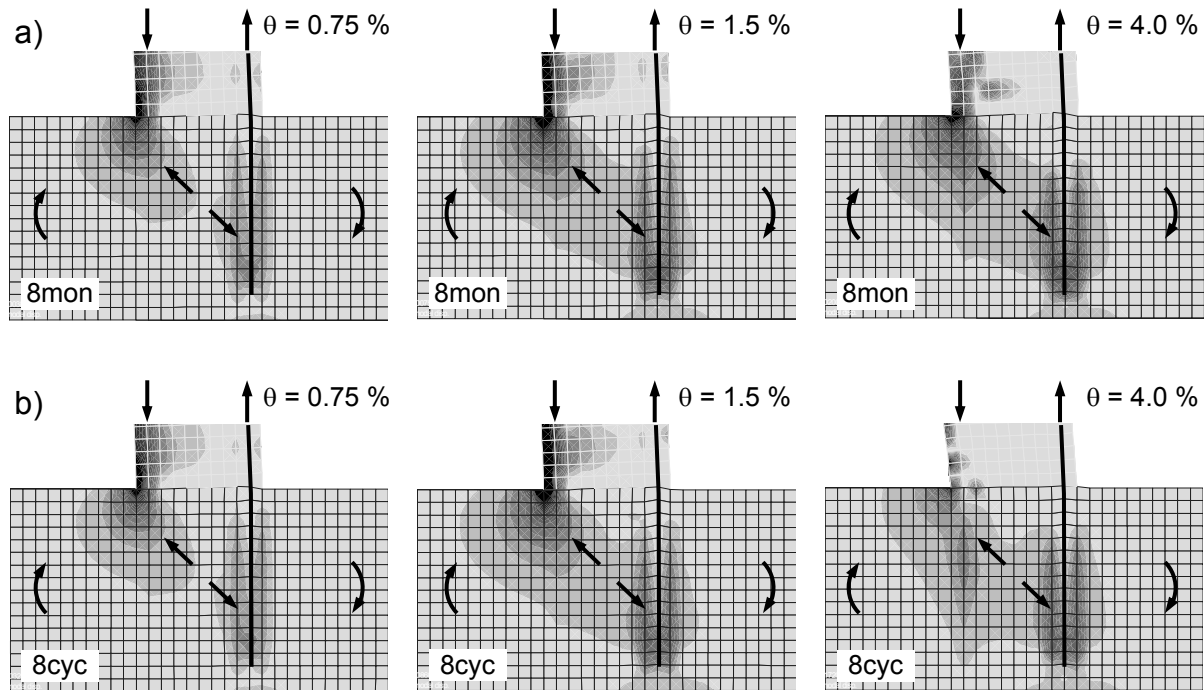 a)
θ = 0.75 %
θ = 1.5 %
θ = 4.0 %
8mon
8mon
8mon
b)
θ = 0.75 %
θ = 1.5 %
θ = 4.0 %
8cyc
8cyc
8cyc